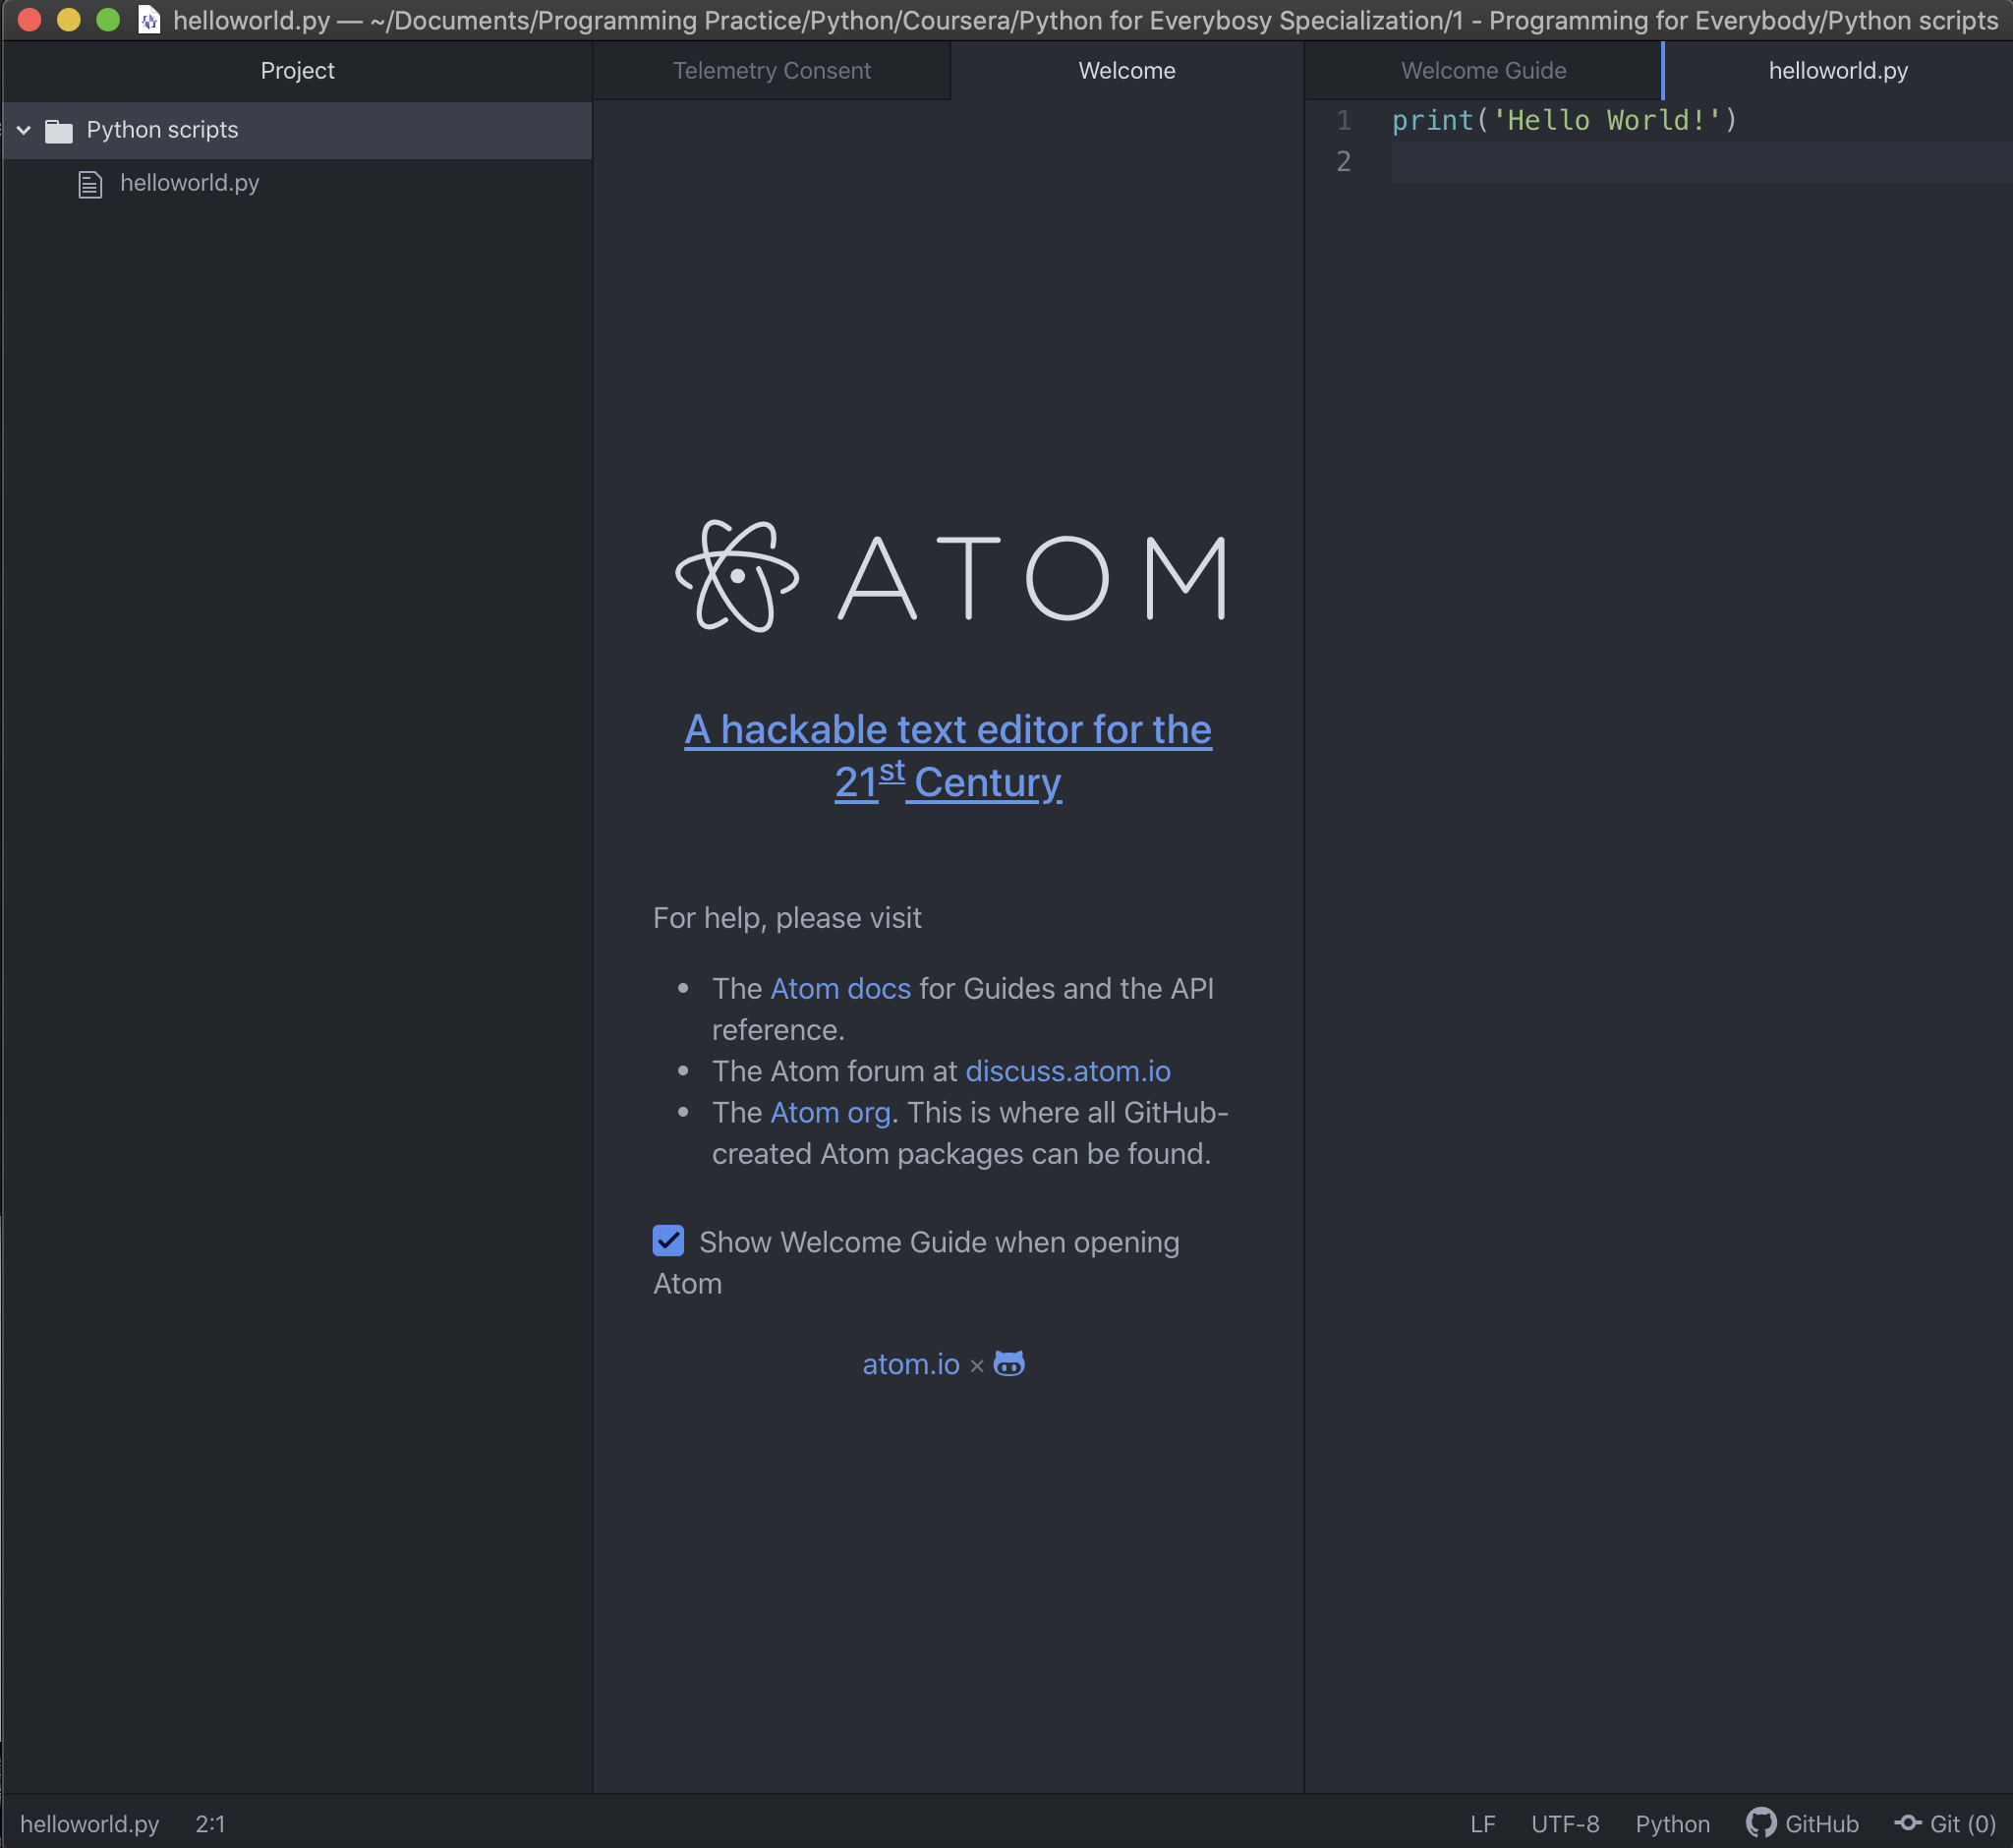 helloworld.py — ~/Documents/Programming Practice/Python/Coursera/Python for Everybosy Specialization/1 - Programming for Everybody/Python scripts
Project
Telemetry Consent
Welcome
Welcome Guide
helloworld.py
Python scripts
helloworld.py
ATOM
A hackable text editor for the
21st Century
For help, please visit
• The Atom docs for Guides and the API
reference.
• The Atom forum at discuss.atom.io
• The Atom org. This is where all GitHub-
created Atom packages can be found.
Show Welcome Guide when opening
Atom
atom.io ×
1 print('Hello World!')
2
helloworld.py 2:1
LF UTF-8 Python GitHub Git (0)